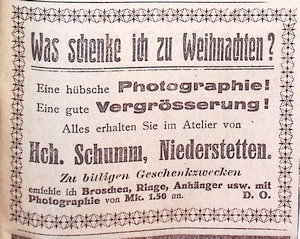 Was schenke ich zu Weihnachten?
Eine hübsche Photographie!
Eine gute Vergrösserung!
Alles erhalten Sie im Atelier von
Hch. Schumm, Niederstetten.
Zu billigen Geschenkzwecken
emfehle ich Broschen, Ringe, Anhänger usw. mit
Photographie von Mk. 1.50 an. D. O.